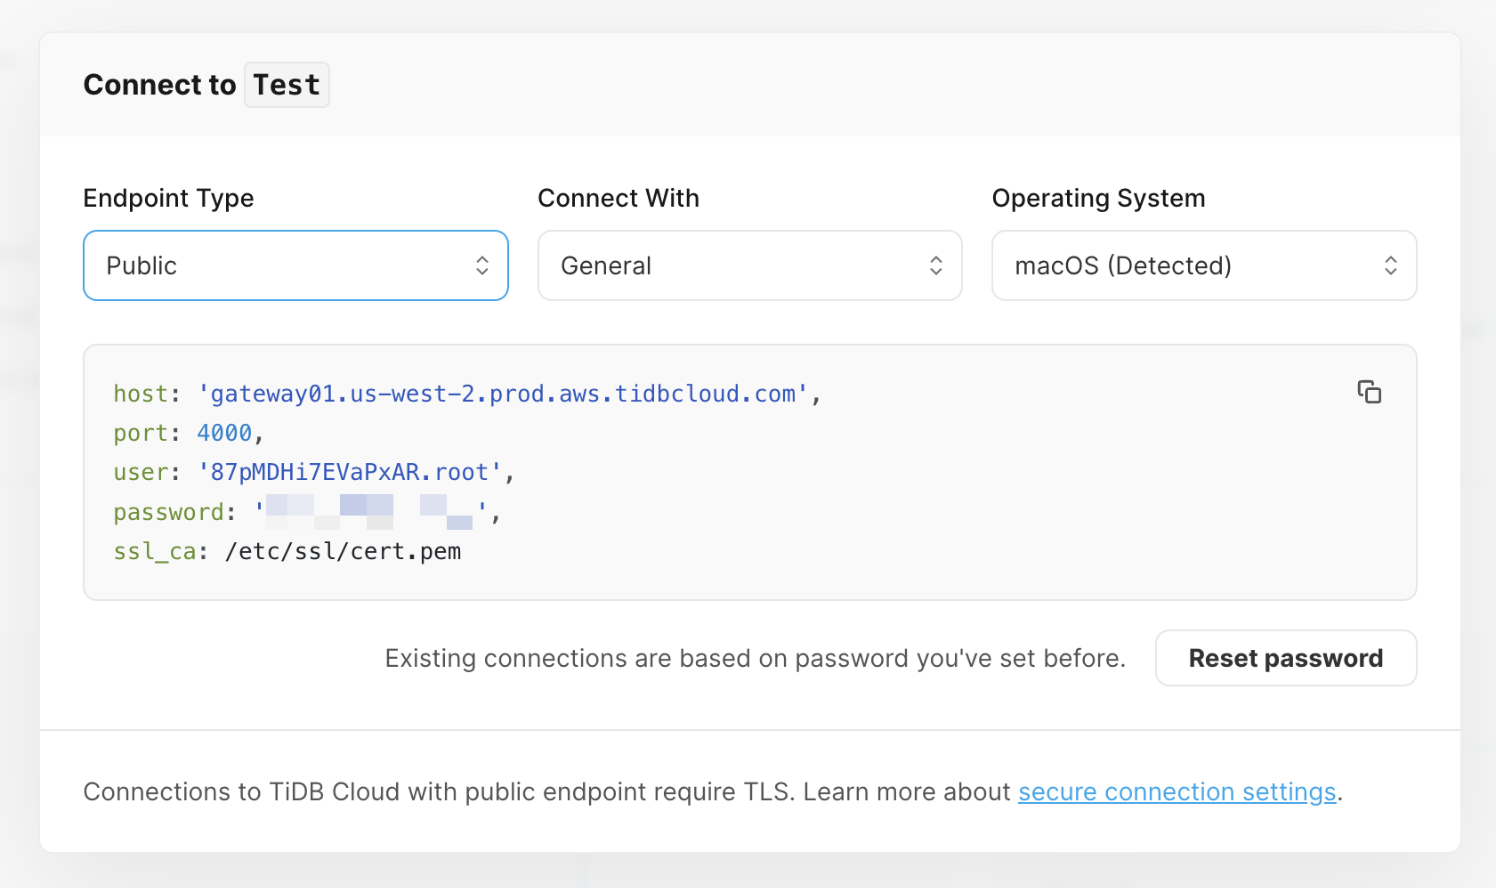 Connect to Test
Endpoint Type
Connect With
Operating System
Public
General
macOS (Detected)
host: 'gateway01.us-west-2.prod.aws.tidbcloud.com',
port: 4000,
user: '87pMDHi7EVaPxAR.root',
password: '          ',
ssl_ca: /etc/ssl/cert.pem
Existing connections are based on password you've set before.
Reset password
Connections to TiDB Cloud with public endpoint require TLS. Learn more about secure connection settings.